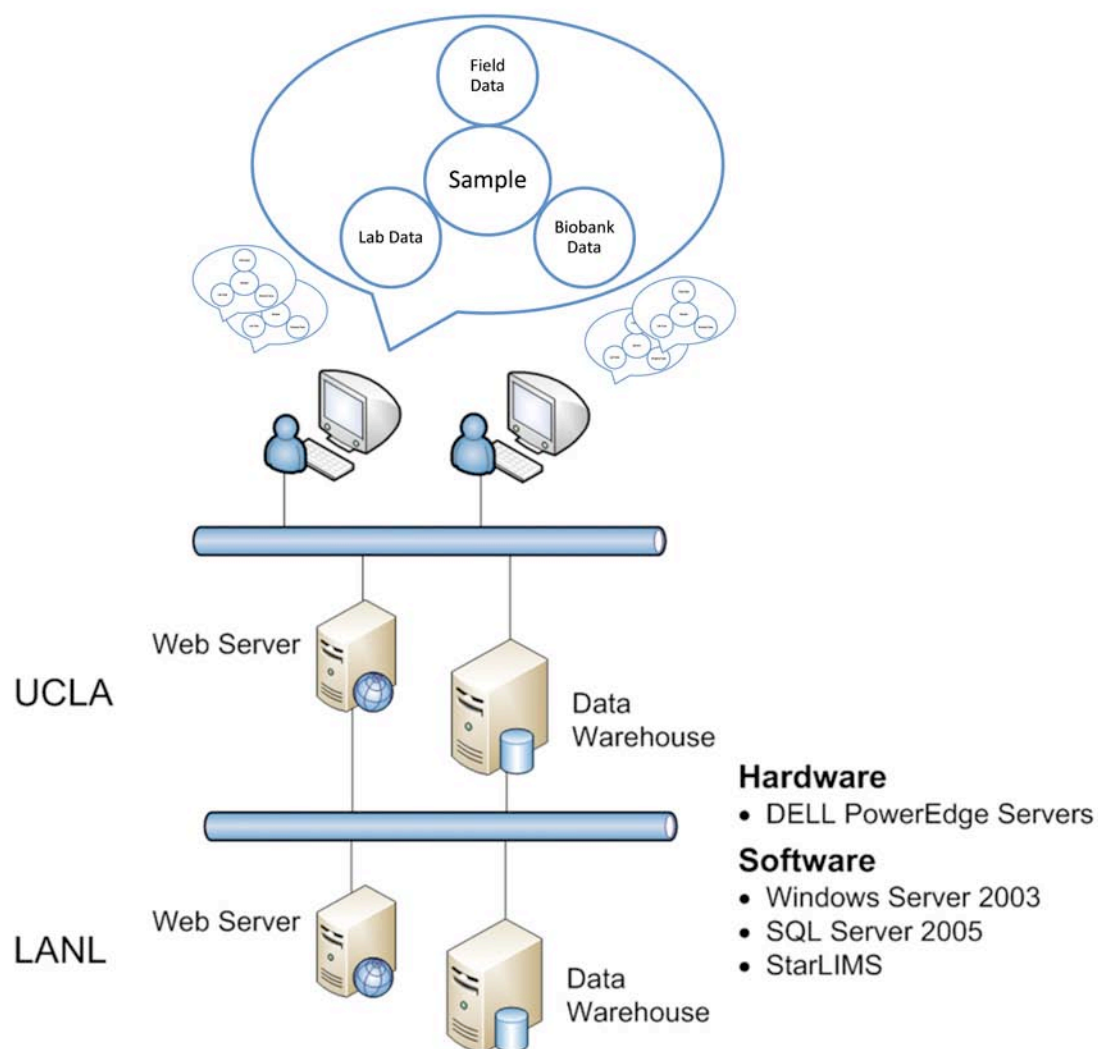 Field
Data
Sample
Lab Data
Biobank
Data
Web Server
UCLA
Data
Warehouse
Hardware
• DELL PowerEdge Servers
Software
• Windows Server 2003
• SQL Server 2005
• StarLIMS
Web Server
LANL
Data
Warehouse